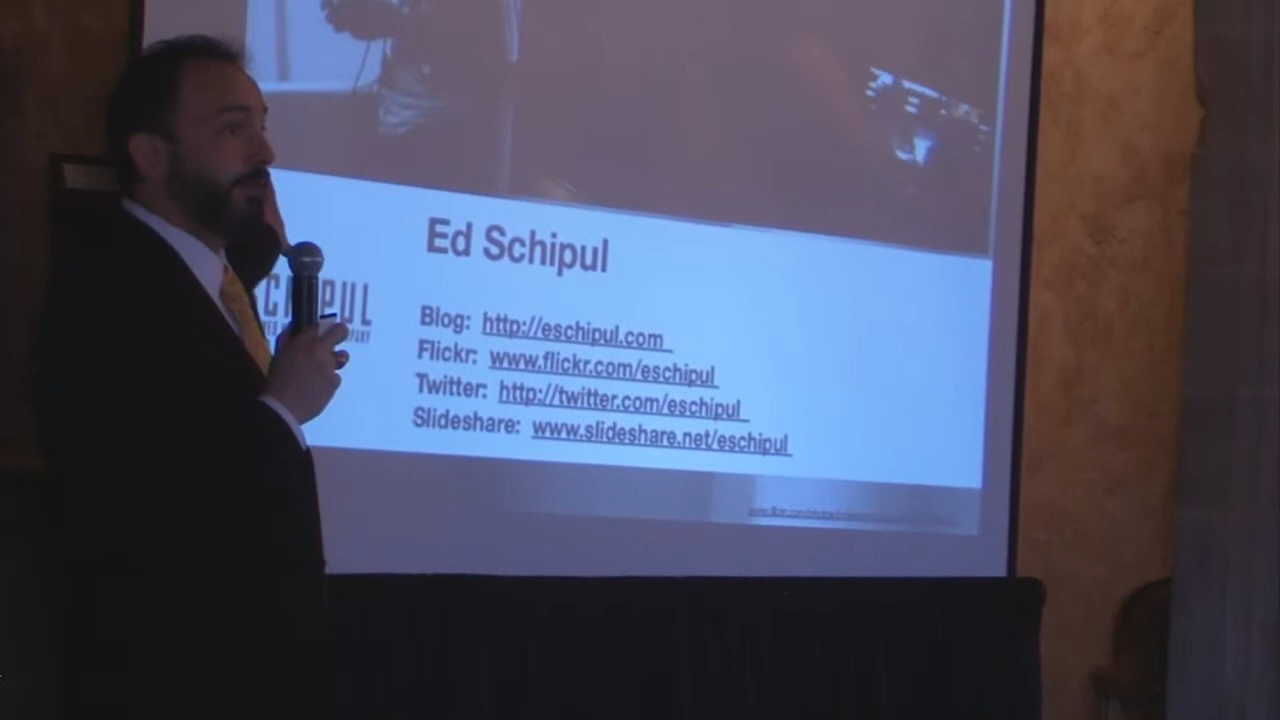 Ed Schipul
Blog: http://eschipul.com
Flickr: www.flickr.com/eschipul
Twitter: http://twitter.com/eschipul
Slideshare: www.slideshare.net/eschipul